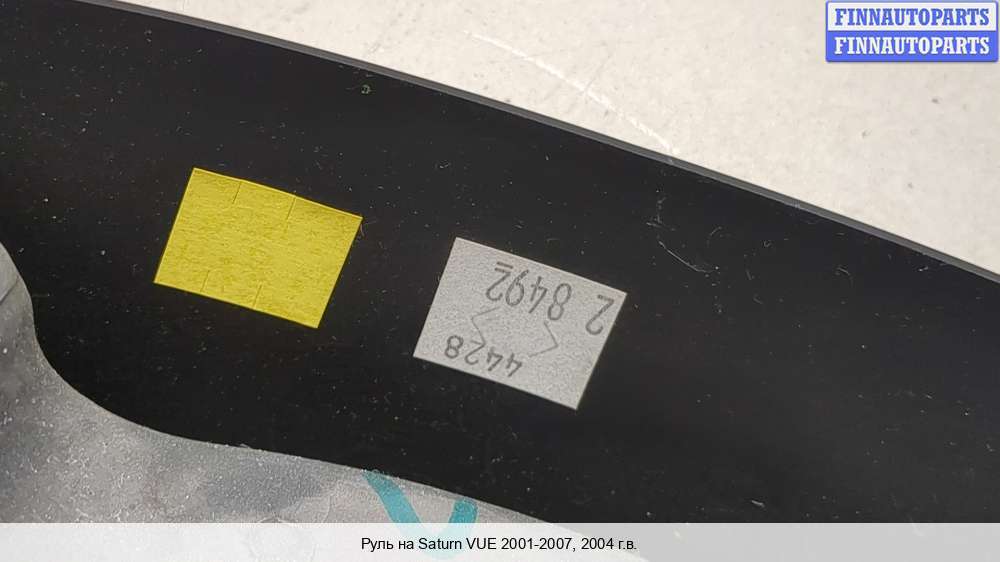 FINNAUTOPARTS
FINNAUTOPARTS
4428
2 8492
Руль на Saturn VUE 2001-2007, 2004 г.в.